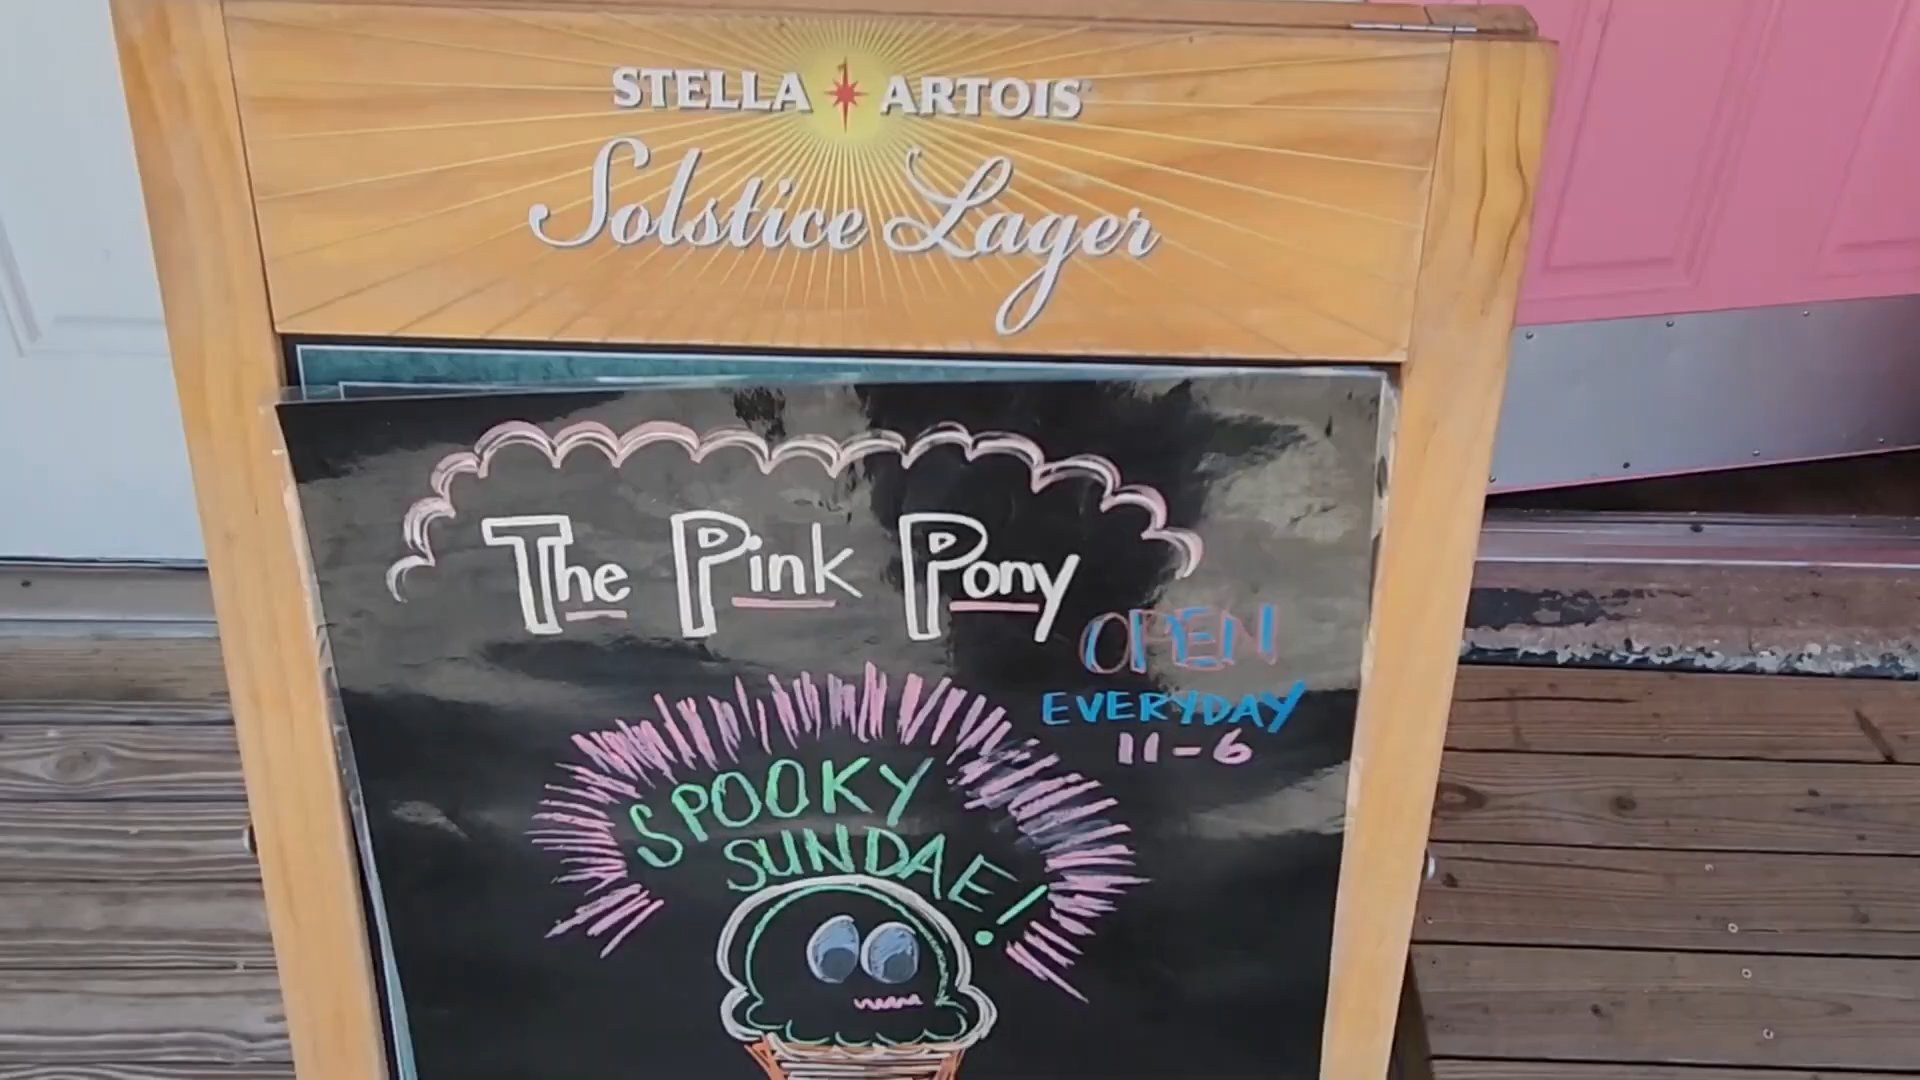 STELLA ARTOIS
Solstice Lager
The Pink Pony
OPEN
EVERYDAY
11-6
SPOOKY
SUNDAE!